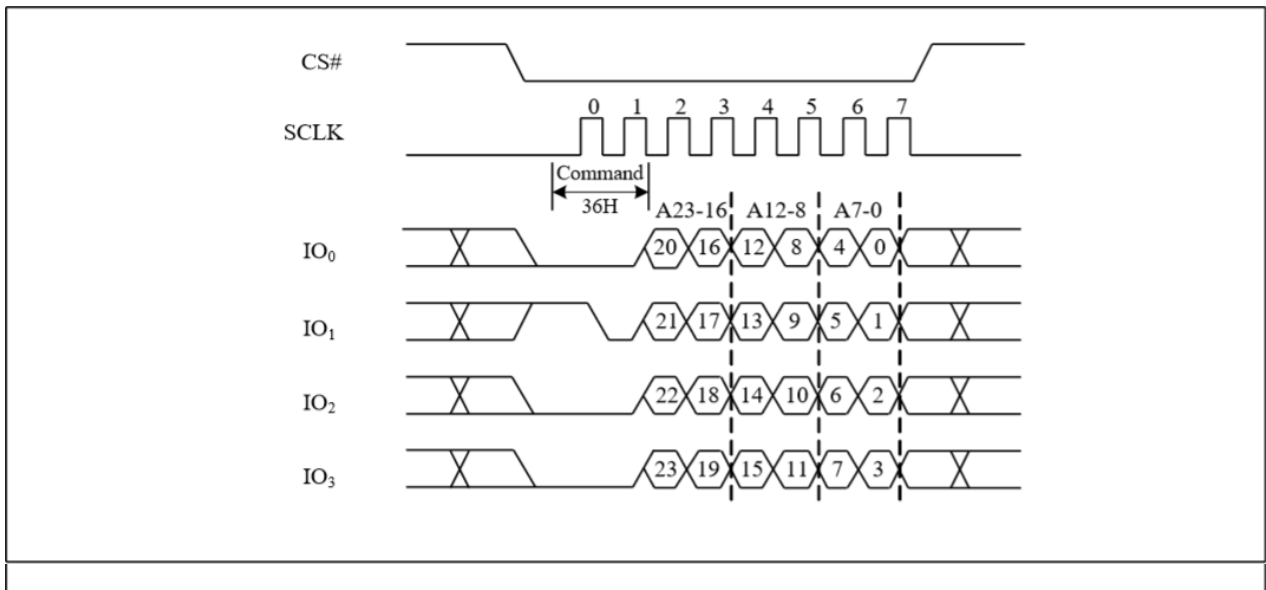 CS#
0 1 2 3 4 5 6 7
SCLK
Command
36H
A23-16 A12-8 A7-0
IO0 20 16 12 8 4 0
IO1 21 17 13 9 5 1
IO2 22 18 14 10 6 2
IO3 23 19 15 11 7 3